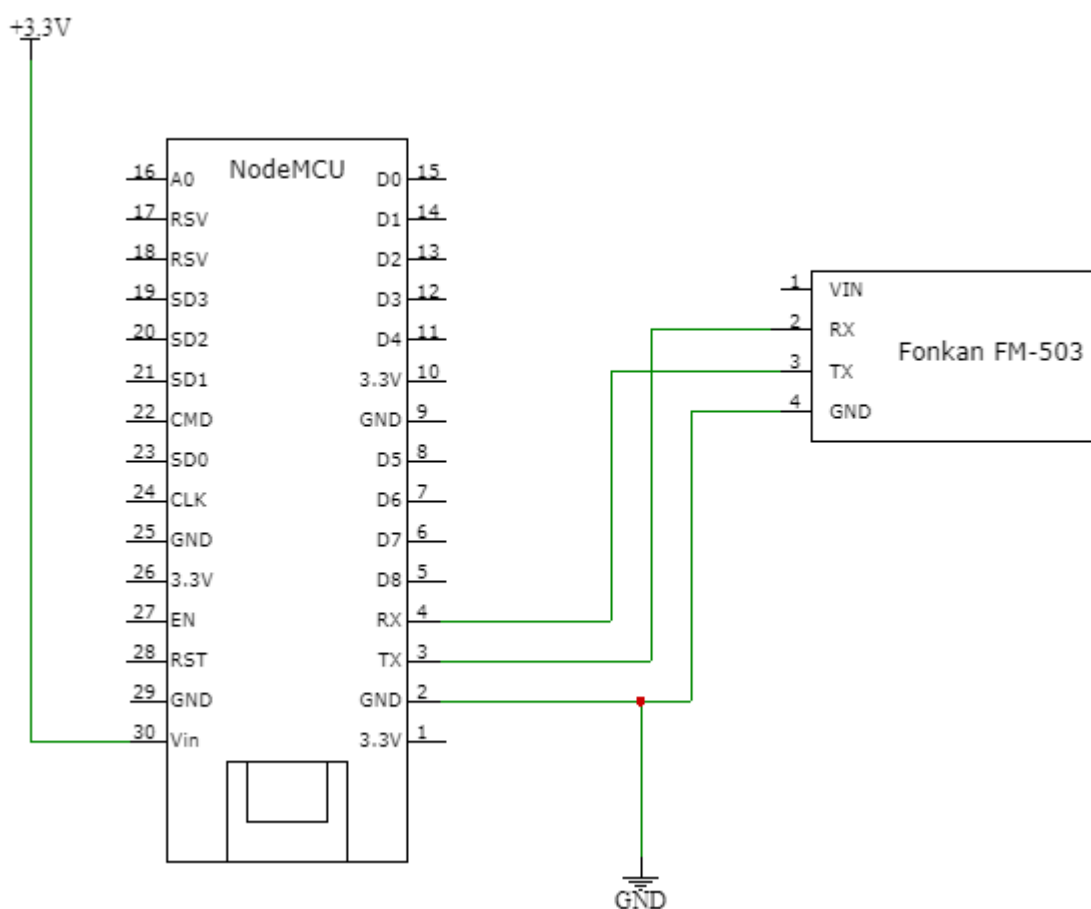 +3.3V
NodeMCU
16 A0 D0 15
17 RSV D1 14
18 RSV D2 13
19 SD3 D3 12
20 SD2 D4 11
21 SD1 3.3V 10
22 CMD GND 9
23 SD0 D5 8
24 CLK D6 7
25 GND D7 6
26 3.3V D8 5
27 EN RX 4
28 RST TX 3
29 GND GND 2
30 Vin 3.3V 1
1 VIN
2 RX
Fonkan FM-503
3 TX
4 GND
GND